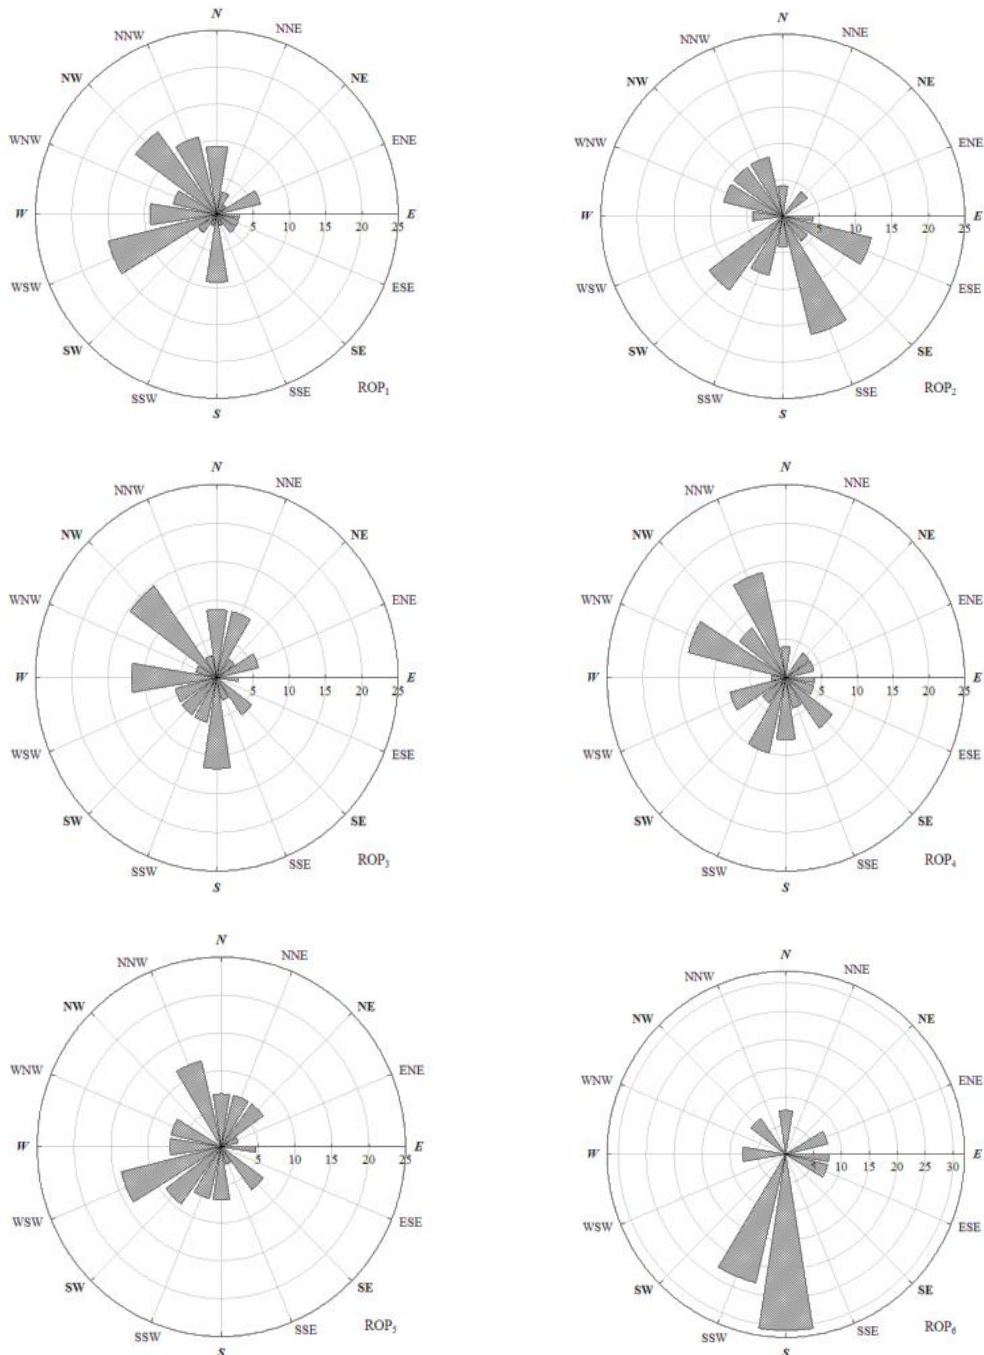 N
NNW NNE
NW NE
WNW ENE
W 5 10 15 20 25 E
WSW ESE
SW SE
SSW SSE ROP₁
S
N
NNW NNE
NW NE
WNW ENE
W 5 10 15 20 25 E
WSW ESE
SW SE
SSW SSE ROP₂
S
N
NNW NNE
NW NE
WNW ENE
W 5 10 15 20 25 E
WSW ESE
SW SE
SSW SSE ROP₃
S
N
NNW NNE
NW NE
WNW ENE
W 5 10 15 20 25 E
WSW ESE
SW SE
SSW SSE ROP₄
S
N
NNW NNE
NW NE
WNW ENE
W 5 10 15 20 25 E
WSW ESE
SW SE
SSW SSE ROP₅
S
N
NNW NNE
NW NE
WNW ENE
W 5 10 15 20 25 30 E
WSW ESE
SW SE
SSW SSE ROP₆
S